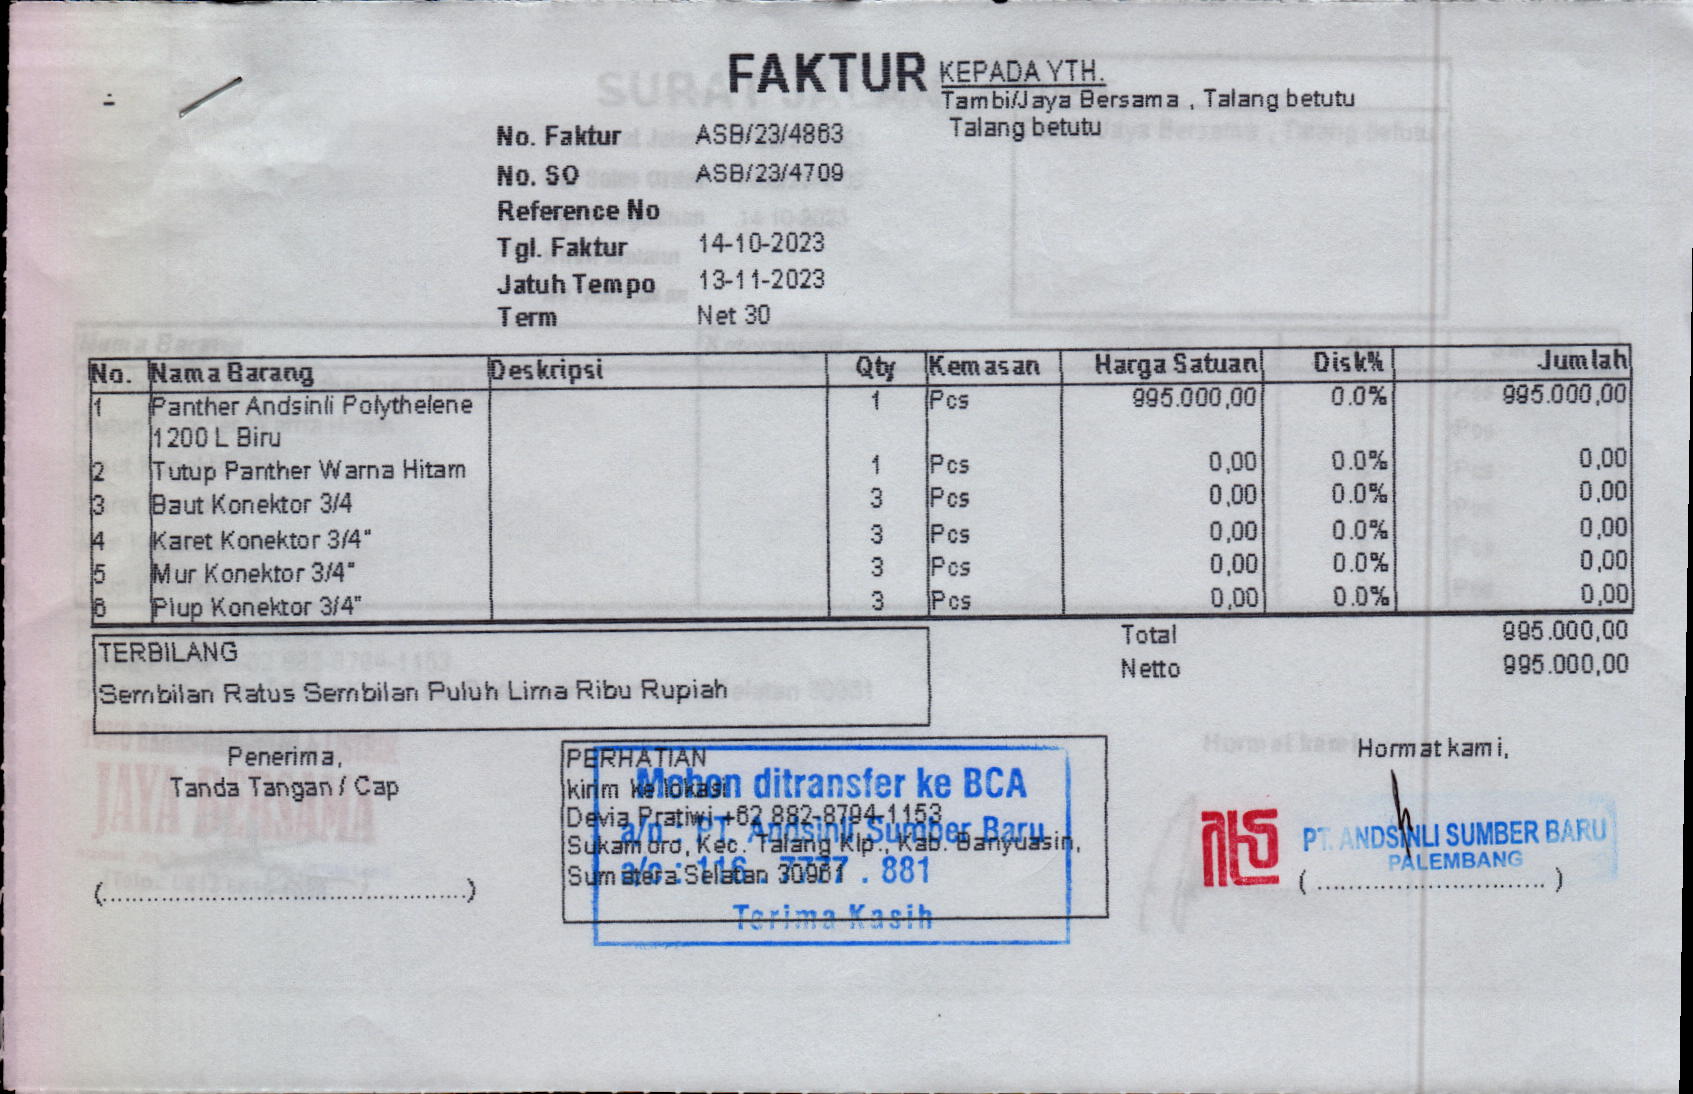 FAKTUR
KEPADA YTH.
Tambi/Jaya Bersama , Talang betutu
Talang betutu
No. Faktur ASB/23/4863
No. SO ASB/23/4709
Reference No
Tgl. Faktur 14-10-2023
Jatuh Tempo 13-11-2023
Term Net 30
No. Nama Barang Deskripsi Qty Kemasan Harga Satuan Disk% Jumlah
1 Panther Andsinli Polythelene 1 Pcs 995.000,00 0.0% 995.000,00
1200 L Biru
2 Tutup Panther Warna Hitam 1 Pcs 0,00 0.0% 0,00
3 Baut Konektor 3/4 3 Pcs 0,00 0.0% 0,00
4 Karet Konektor 3/4" 3 Pcs 0,00 0.0% 0,00
5 Mur Konektor 3/4" 3 Pcs 0,00 0.0% 0,00
6 Plup Konektor 3/4" 3 Pcs 0,00 0.0% 0,00
Total 995.000,00
Netto 995.000,00
TERBILANG
Sembilan Ratus Sembilan Puluh Lima Ribu Rupiah
Penerima,
Tanda Tangan / Cap
(................................................)
PERHATIAN
kirim ke lokasi
Devia Pratiwi +62 882-8794-1153
Sukamoro, Kec. Talang Klp., Kab. Banyuasin,
Sumatera Selatan 30961
Mohon ditransfer ke BCA
a/n : PT. Andsinli Sumber Baru
a/c : 116 . 7777 . 881
Terima Kasih
Hormat kami,
PT. ANDSINLI SUMBER BARU
PALEMBANG
( .............................. )
JAYA BERSAMA